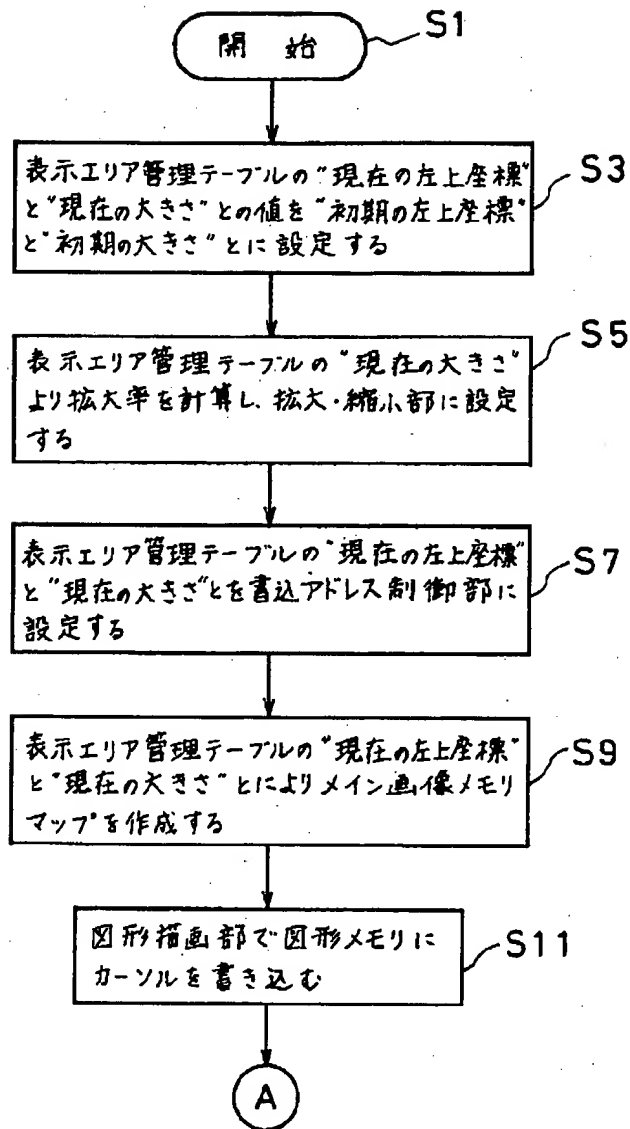 開始
S1
表示エリア管理テーブルの"現在の左上座標"
と"現在の大きさ"との値を"初期の左上座標"
と"初期の大きさ"とに設定する
S3
表示エリア管理テーブルの"現在の大きさ"
より拡大率を計算し、拡大・縮小部に設定
する
S5
表示エリア管理テーブルの"現在の左上座標"
と"現在の大きさ"とを書込アドレス制御部に
設定する
S7
表示エリア管理テーブルの"現在の左上座標"
と"現在の大きさ"とによりメイン画像メモリ
マップを作成する
S9
図形描画部で図形メモリに
カーソルを書き込む
S11
A